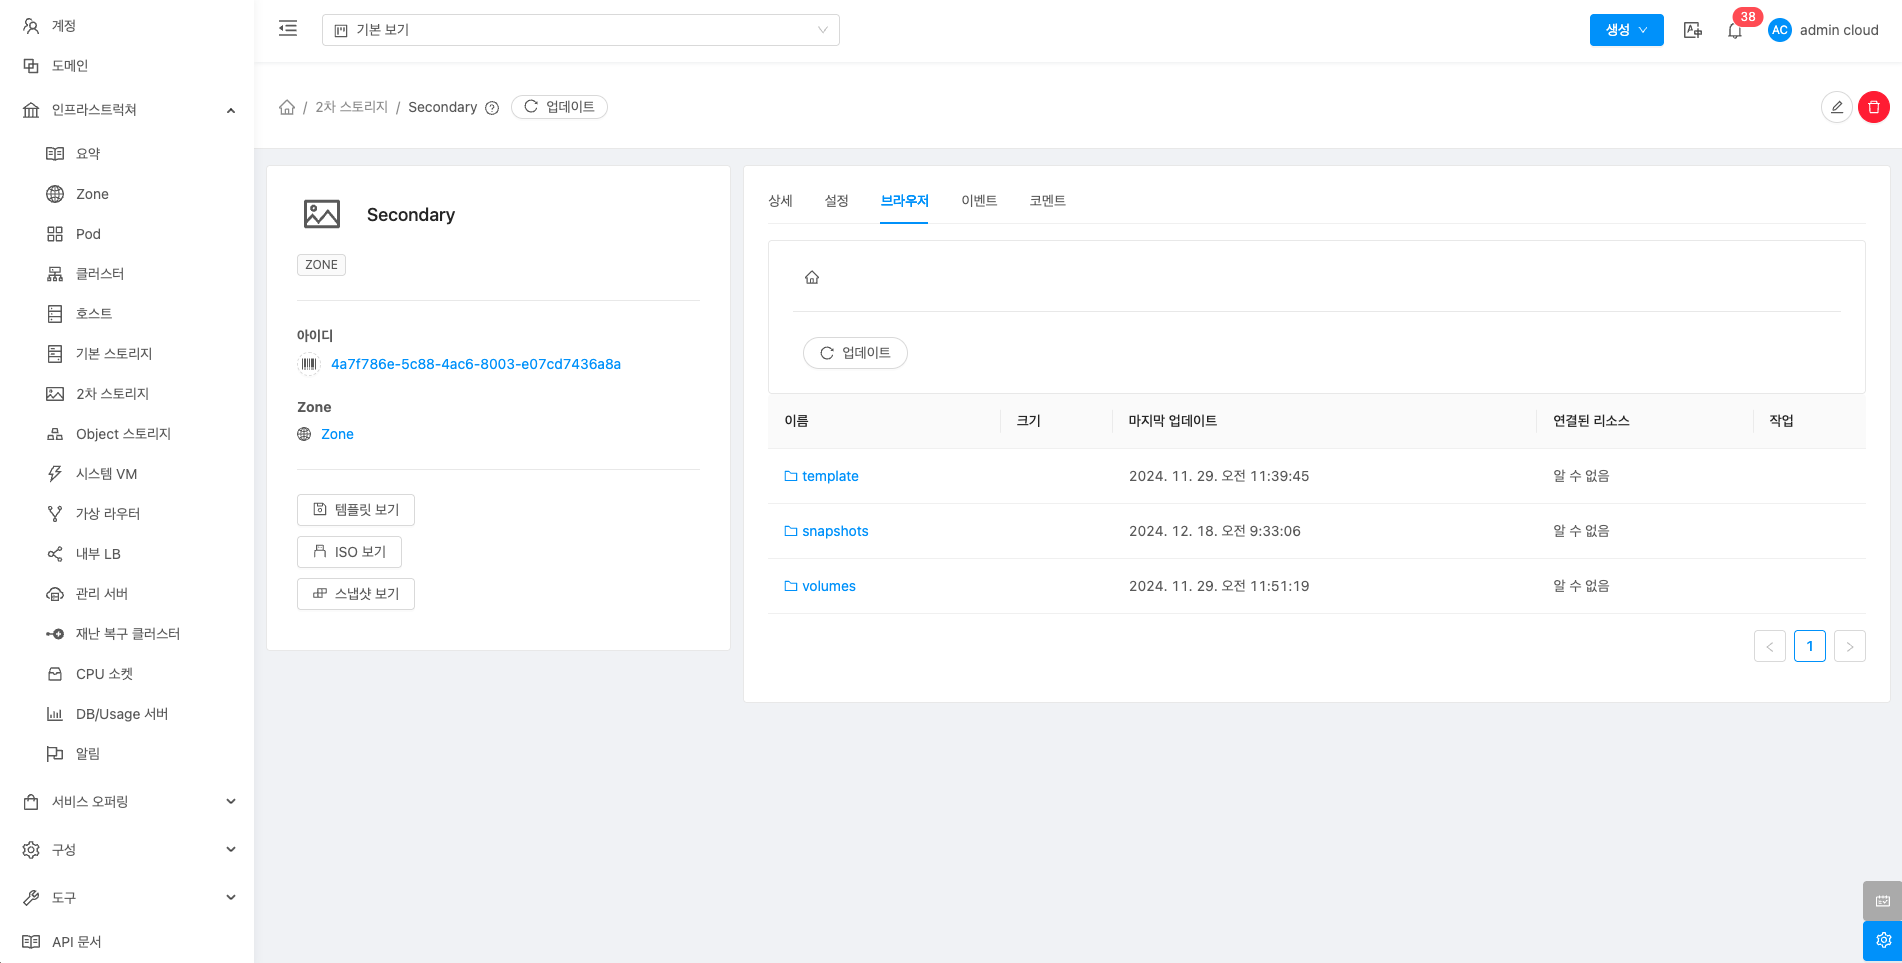 계정
도메인
인프라스트럭쳐
요약
Zone
Pod
클러스터
호스트
기본 스토리지
2차 스토리지
Object 스토리지
시스템 VM
가상 라우터
내부 LB
관리 서버
재난 복구 클러스터
CPU 소켓
DB/Usage 서버
알림
서비스 오퍼링
구성
도구
API 문서
기본 보기
생성
38
AC admin cloud
/ 2차 스토리지 / Secondary 업데이트
Secondary
ZONE
아이디
4a7f786e-5c88-4ac6-8003-e07cd7436a8a
Zone
Zone
템플릿 보기
ISO 보기
스냅샷 보기
상세 설정 브라우저 이벤트 코멘트
업데이트
이름 크기 마지막 업데이트 연결된 리소스 작업
template 2024. 11. 29. 오전 11:39:45 알 수 없음
snapshots 2024. 12. 18. 오전 9:33:06 알 수 없음
volumes 2024. 11. 29. 오전 11:51:19 알 수 없음
< 1 >